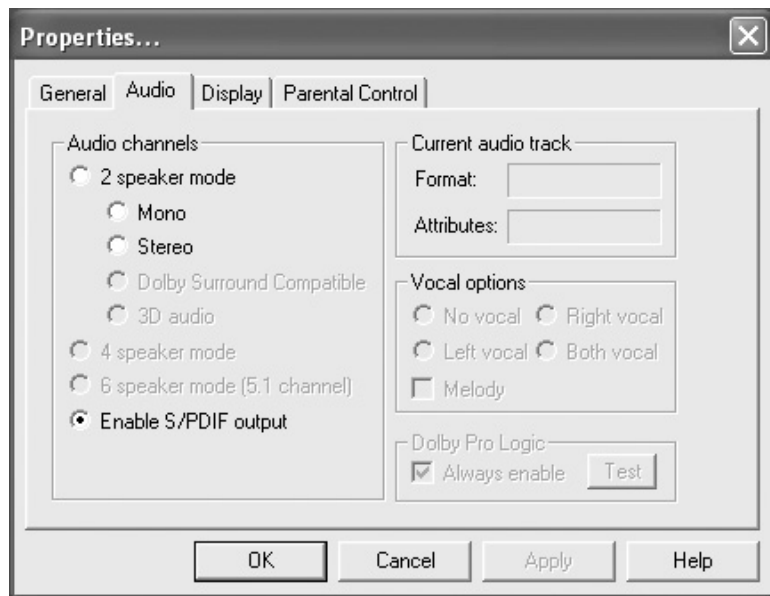 Properties...
General Audio Display Parental Control
Audio channels
2 speaker mode
Mono
Stereo
Dolby Surround Compatible
3D audio
4 speaker mode
6 speaker mode (5.1 channel)
Enable S/PDIF output
Current audio track
Format:
Attributes:
Vocal options
No vocal Right vocal
Left vocal Both vocal
Melody
Dolby Pro Logic
Always enable Test
OK Cancel Apply Help